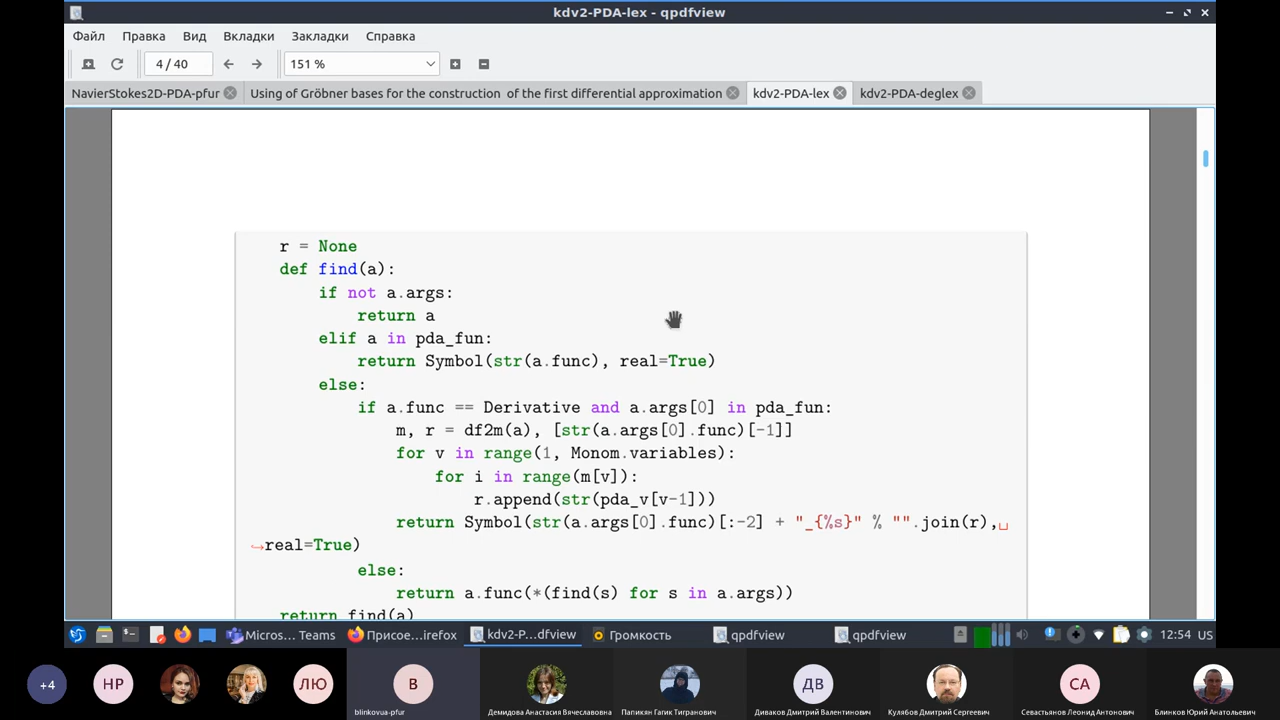 kdv2-PDA-lex - qpdfview
Файл Правка Вид Вкладки Закладки Справка
4 / 40 151 %
NavierStokes2D-PDA-pfur Using of Gröbner bases for the construction of the first differential approximation kdv2-PDA-lex kdv2-PDA-deglex
r = None
def find(a):
if not a.args:
return a
elif a in pda_fun:
return Symbol(str(a.func), real=True)
else:
if a.func == Derivative and a.args[0] in pda_fun:
m, r = df2m(a), [str(a.args[0].func)[-1]]
for v in range(1, Monom.variables):
for i in range(m[v]):
r.append(str(pda_v[v-1]))
return Symbol(str(a.args[0].func)[:-2] + "_{%s}" % "".join(r),␣
↪real=True)
else:
return a.func(*(find(s) for s in a.args))
return find(a)
Micros... Teams Присое...irefox kdv2-P...dfview Громкость qpdfview qpdfview 12:54 US
+4 НР ЛЮ B ДВ СА
blinkovua-pfur Демидова Анастасия Вячеславовна Папикян Гагик Тигранович Диваков Дмитрий Валентинович Кулябов Дмитрий Сергеевич Севастьянов Леонид Антонович Блинков Юрий Анатольевич